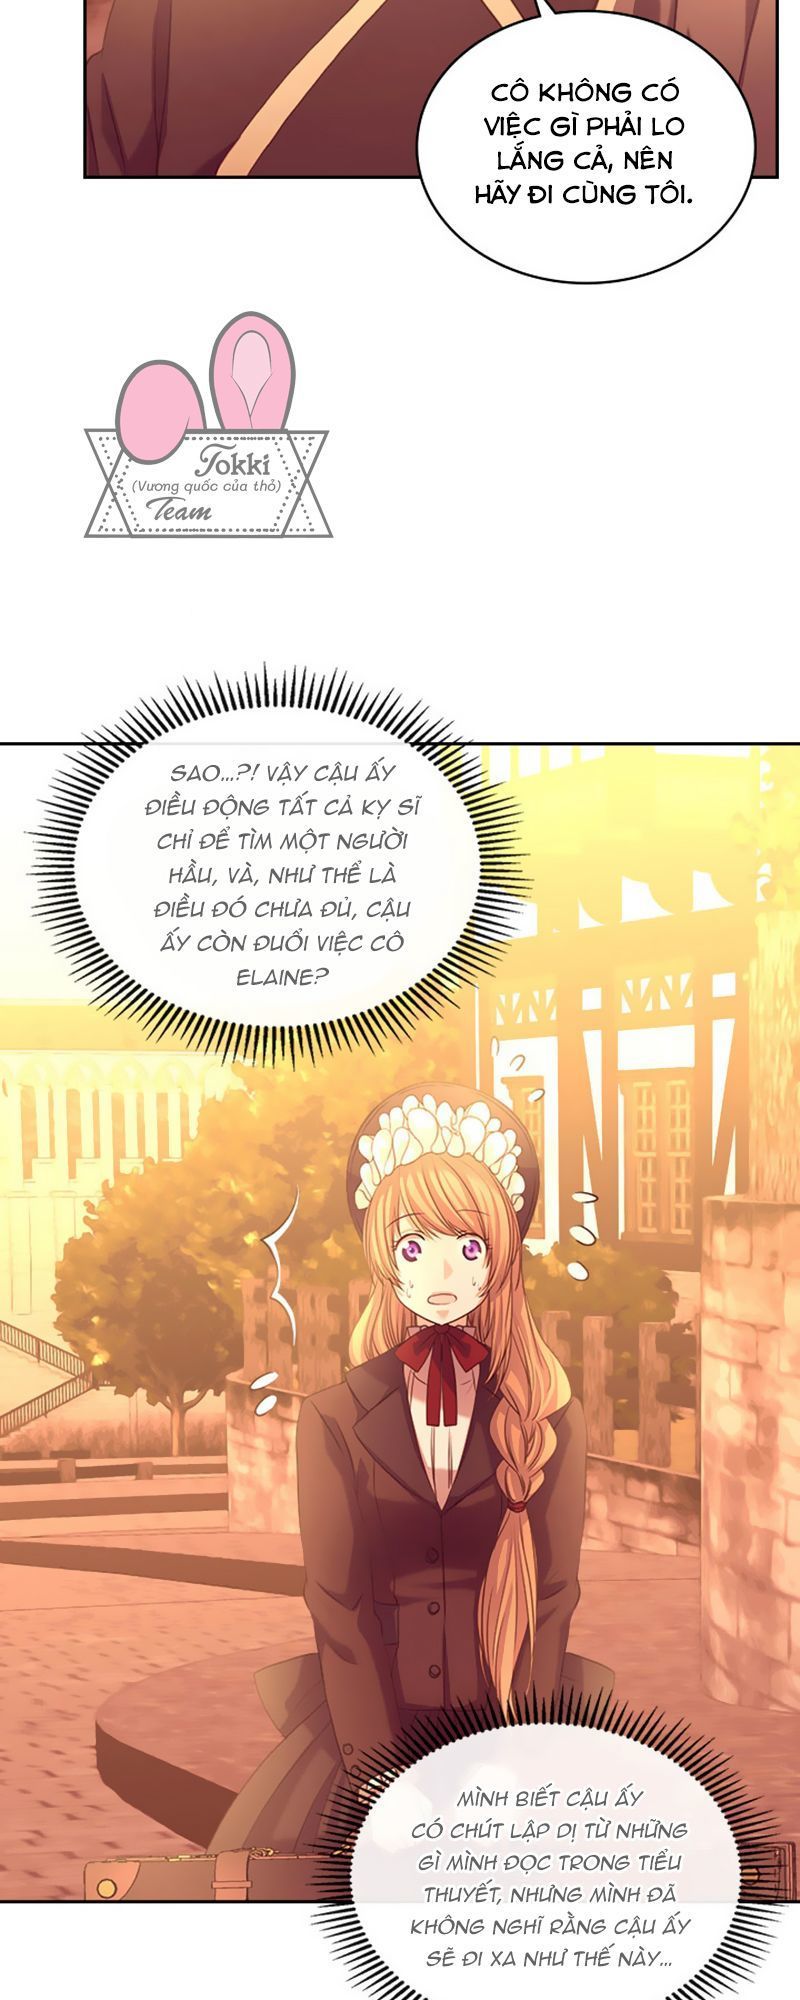 CÔ KHÔNG CÓ
VIỆC GÌ PHẢI LO
LẮNG CẢ, NÊN
HÃY ĐI CÙNG TÔI.
Tokki
(Vương quốc của thỏ)
Team
SAO...?! VẬY CẬU ẤY
ĐIỀU ĐỘNG TẤT CẢ KỴ SĨ
CHỈ ĐỂ TÌM MỘT NGƯỜI
HẦU, VÀ, NHƯ THỂ LÀ
ĐIỀU ĐÓ CHƯA ĐỦ, CẬU
ẤY CÒN ĐUỔI VIỆC CÔ
ELAINE?
MÌNH BIẾT CẬU ẤY
CÓ CHÚT LẬP DỊ TỪ NHỮNG
GÌ MÌNH ĐỌC TRONG TIỂU
THUYẾT, NHƯNG MÌNH ĐÃ
KHÔNG NGHĨ RẰNG CẬU ẤY
SẼ ĐI XA NHƯ THẾ NÀY...